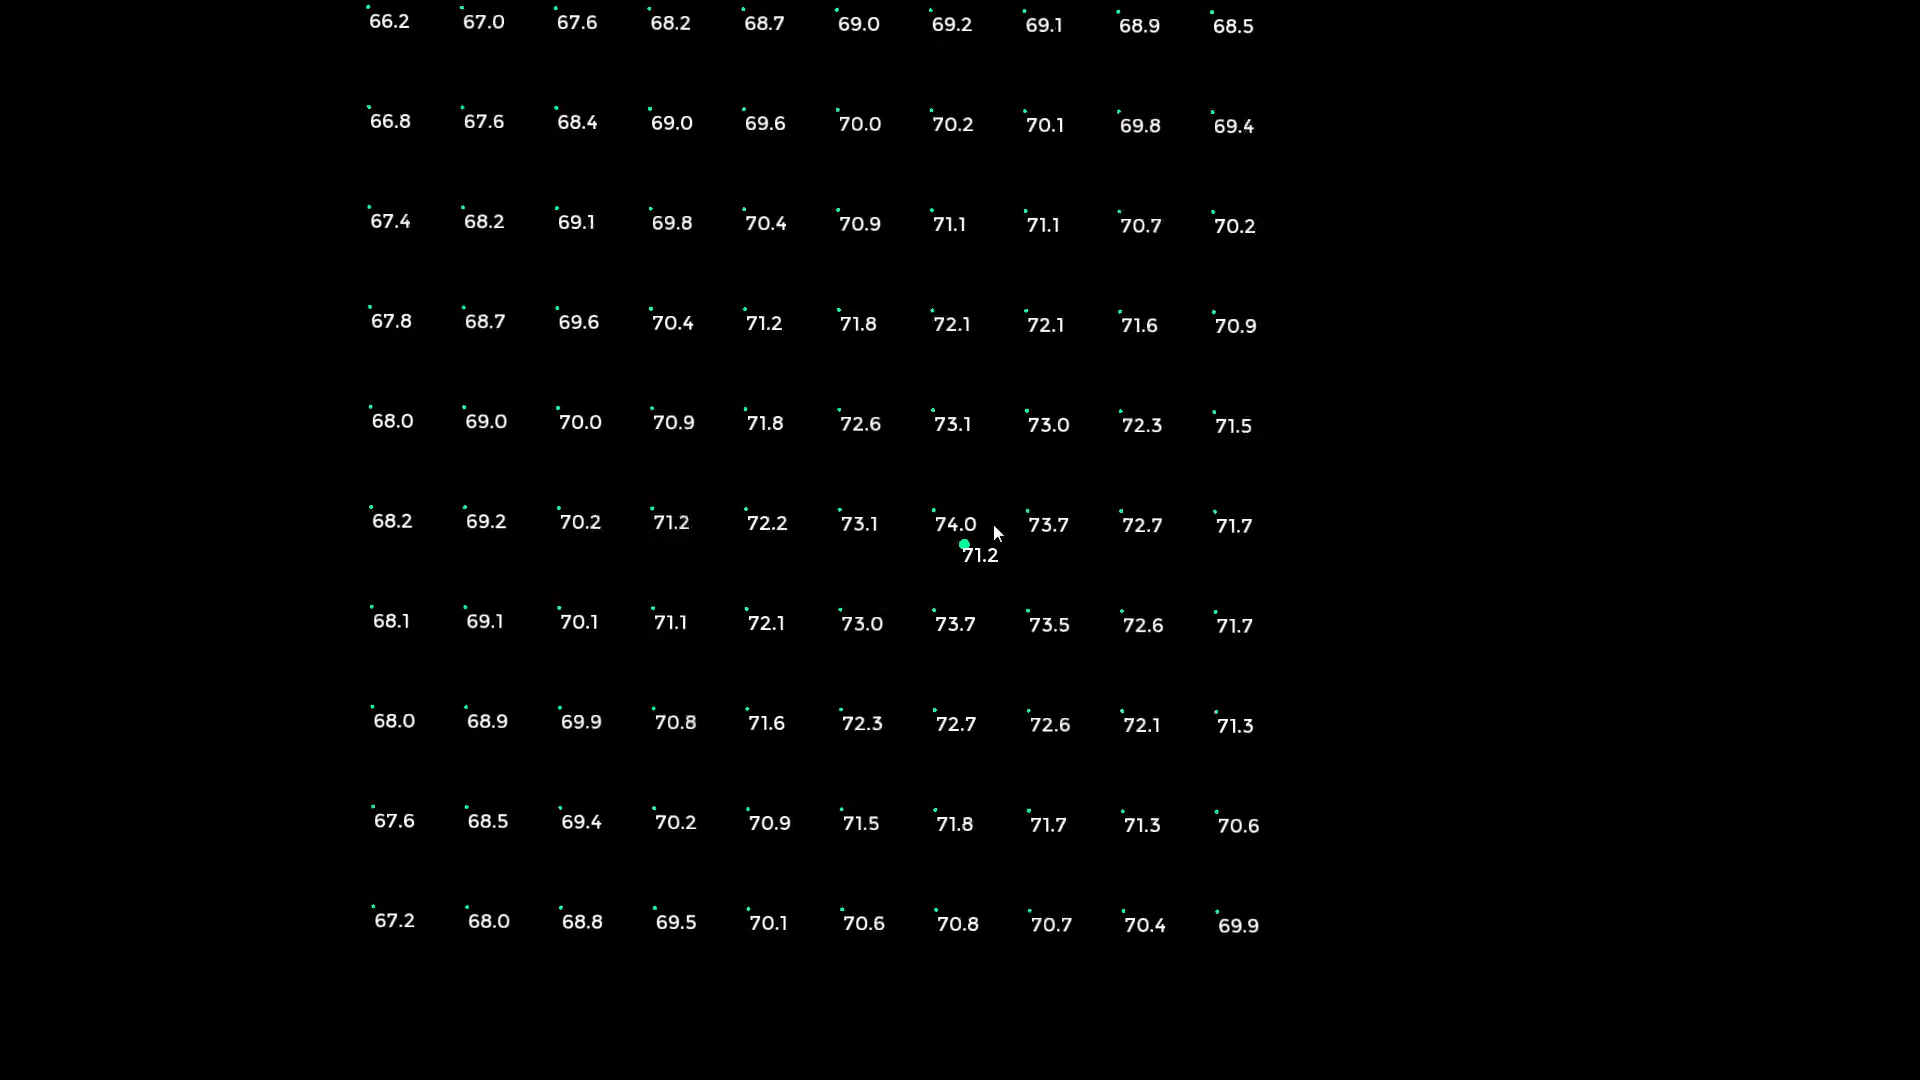 66.2 67.0 67.6 68.2 68.7 69.0 69.2 69.1 68.9 68.5
66.8 67.6 68.4 69.0 69.6 70.0 70.2 70.1 69.8 69.4
67.4 68.2 69.1 69.8 70.4 70.9 71.1 71.1 70.7 70.2
67.8 68.7 69.6 70.4 71.2 71.8 72.1 72.1 71.6 70.9
68.0 69.0 70.0 70.9 71.8 72.6 73.1 73.0 72.3 71.5
68.2 69.2 70.2 71.2 72.2 73.1 74.0 73.7 72.7 71.7
71.2
68.1 69.1 70.1 71.1 72.1 73.0 73.7 73.5 72.6 71.7
68.0 68.9 69.9 70.8 71.6 72.3 72.7 72.6 72.1 71.3
67.6 68.5 69.4 70.2 70.9 71.5 71.8 71.7 71.3 70.6
67.2 68.0 68.8 69.5 70.1 70.6 70.8 70.7 70.4 69.9